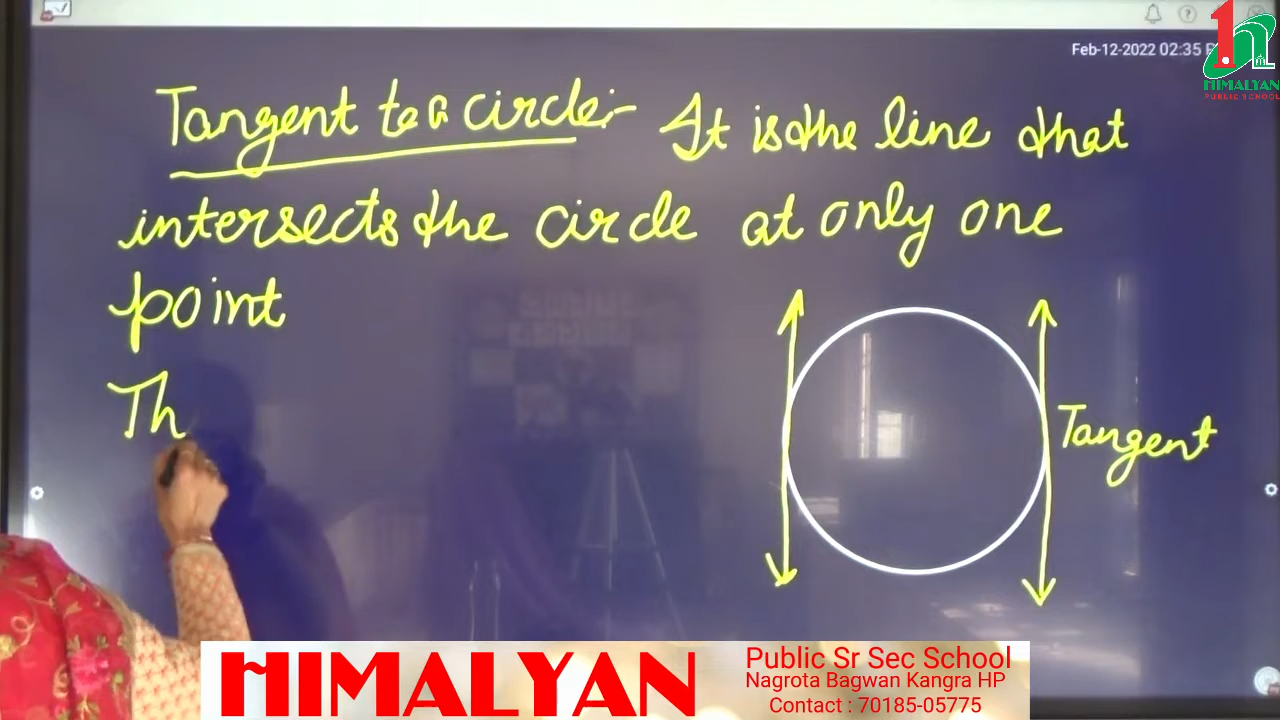 Feb-12-2022 02:35 P
HIMALYAN
PUBLIC SCHOOL
Tangent to a circle:- It is the line that
intersects the circle at only one
point
Th
Tangent
HIMALYAN
Public Sr Sec School
Nagrota Bagwan Kangra HP
Contact : 70185-05775